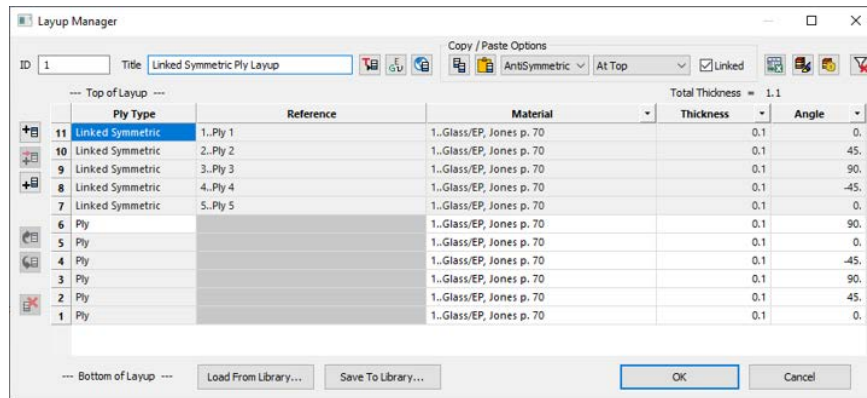 Layup Manager
Copy / Paste Options
ID 1 Title Linked Symmetric Ply Layup AntiSymmetric At Top Linked
--- Top of Layup --- Total Thickness = 1.1
Ply Type Reference Material Thickness Angle
11 Linked Symmetric 1..Ply 1 1..Glass/EP, Jones p. 70 0.1 0.
10 Linked Symmetric 2..Ply 2 1..Glass/EP, Jones p. 70 0.1 45.
9 Linked Symmetric 3..Ply 3 1..Glass/EP, Jones p. 70 0.1 90.
8 Linked Symmetric 4..Ply 4 1..Glass/EP, Jones p. 70 0.1 -45.
7 Linked Symmetric 5..Ply 5 1..Glass/EP, Jones p. 70 0.1 0.
6 Ply 1..Glass/EP, Jones p. 70 0.1 90.
5 Ply 1..Glass/EP, Jones p. 70 0.1 0.
4 Ply 1..Glass/EP, Jones p. 70 0.1 -45.
3 Ply 1..Glass/EP, Jones p. 70 0.1 90.
2 Ply 1..Glass/EP, Jones p. 70 0.1 45.
1 Ply 1..Glass/EP, Jones p. 70 0.1 0.
--- Bottom of Layup --- Load From Library... Save To Library... OK Cancel